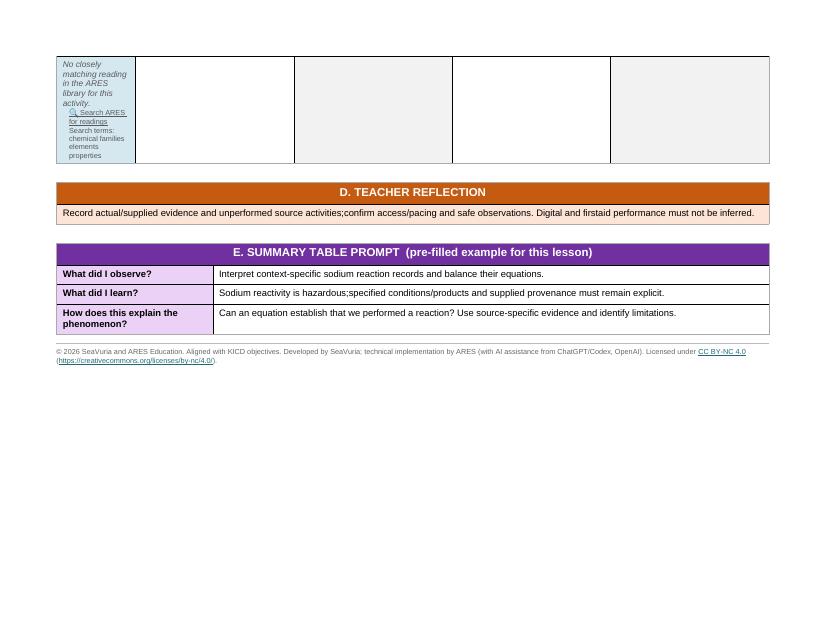 No closely
matching reading
in the ARES
library for this
activity.
🔍 Search ARES
for readings
Search terms:
chemical families
elements
properties
D. TEACHER REFLECTION
Record actual/supplied evidence and unperformed source activities;confirm access/pacing and safe observations. Digital and firstaid performance must not be inferred.
E. SUMMARY TABLE PROMPT (pre-filled example for this lesson)
What did I observe? Interpret context-specific sodium reaction records and balance their equations.
What did I learn? Sodium reactivity is hazardous;specified conditions/products and supplied provenance must remain explicit.
How does this explain the Can an equation establish that we performed a reaction? Use source-specific evidence and identify limitations.
phenomenon?
© 2026 SeaVuria and ARES Education. Aligned with KICD objectives. Developed by SeaVuria; technical implementation by ARES (with AI assistance from ChatGPT/Codex, OpenAI). Licensed under CC BY-NC 4.0
(https://creativecommons.org/licenses/by-nc/4.0/).